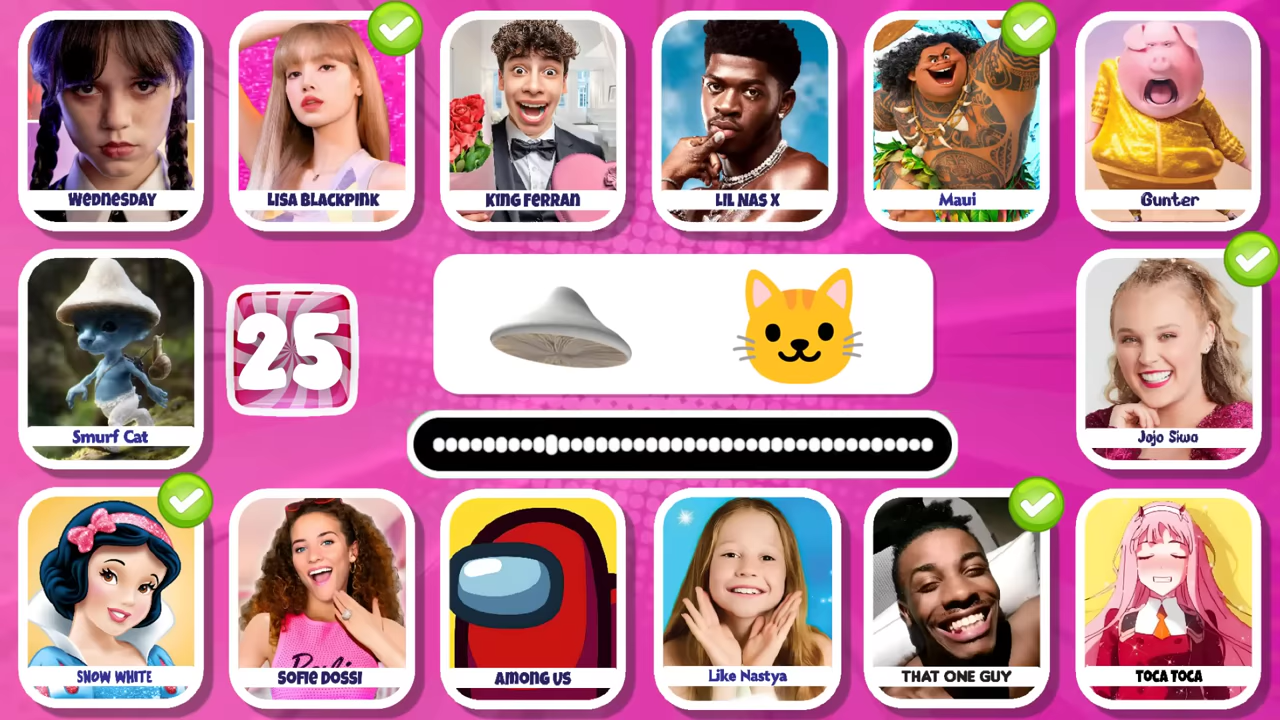 Wednesday
LISA BLACKPINK
KING FERRAN
LIL NAS X
Maui
Gunter
Smurf Cat
25
Jojo Siwa
SNOW WHITE
SOFIE DOSSI
AMONG US
Like Nastya
THAT ONE GUY
TOCA TOCA